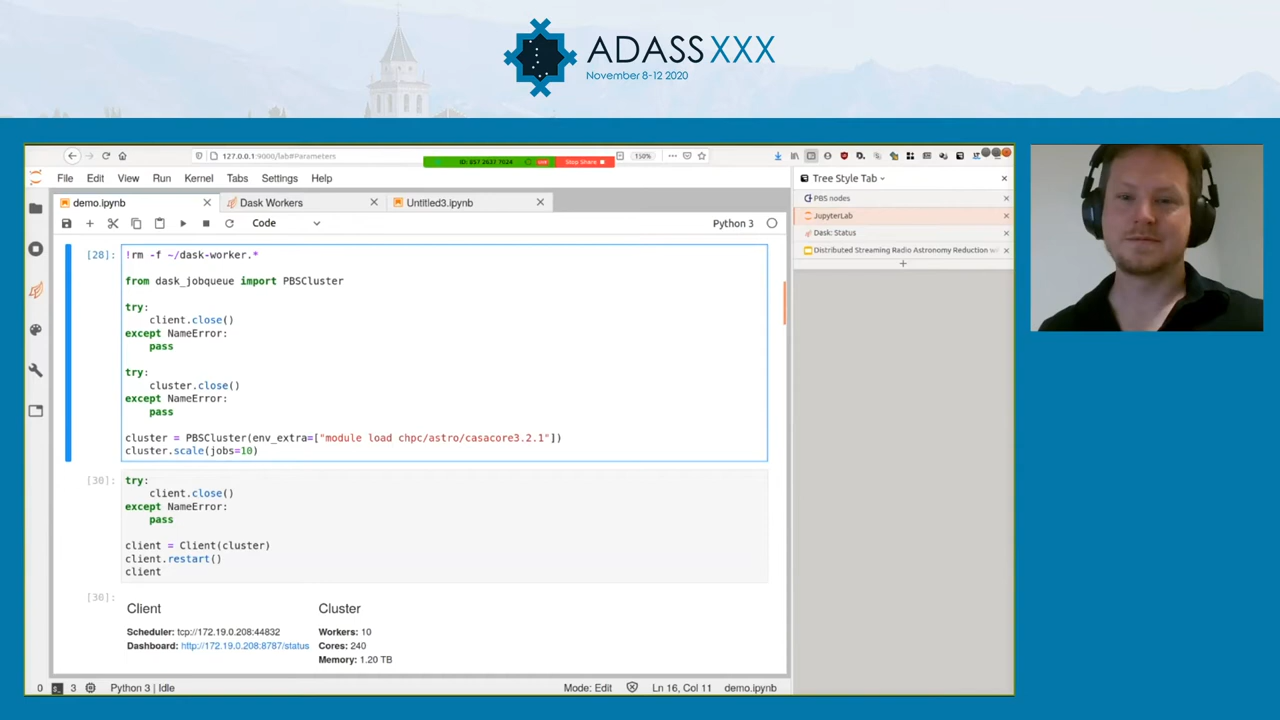 ADASS XXX
November 8-12 2020
127.0.0.1:9000/lab#Parameters
ID: 857 2637 7024
Stop Share
150%
Tree Style Tab
File Edit View Run Kernel Tabs Settings Help
demo.ipynb
Dask Workers
Untitled3.ipynb
Code
Python 3
PBS nodes
JupyterLab
Dask: Status
Distributed Streaming Radio Astronomy Reduction
[28]:
!rm -f ~/dask-worker.*
from dask_jobqueue import PBSCluster
try:
client.close()
except NameError:
pass
try:
cluster.close()
except NameError:
pass
cluster = PBSCluster(env_extra=["module load chpc/astro/casacore3.2.1"])
cluster.scale(jobs=10)
[30]:
try:
client.close()
except NameError:
pass
client = Client(cluster)
client.restart()
client
[30]:
Client
Scheduler: tcp://172.19.0.208:44832
Dashboard: http://172.19.0.208:8787/status
Cluster
Workers: 10
Cores: 240
Memory: 1.20 TB
0 3 Python 3 | Idle
Mode: Edit Ln 16, Col 11 demo.ipynb